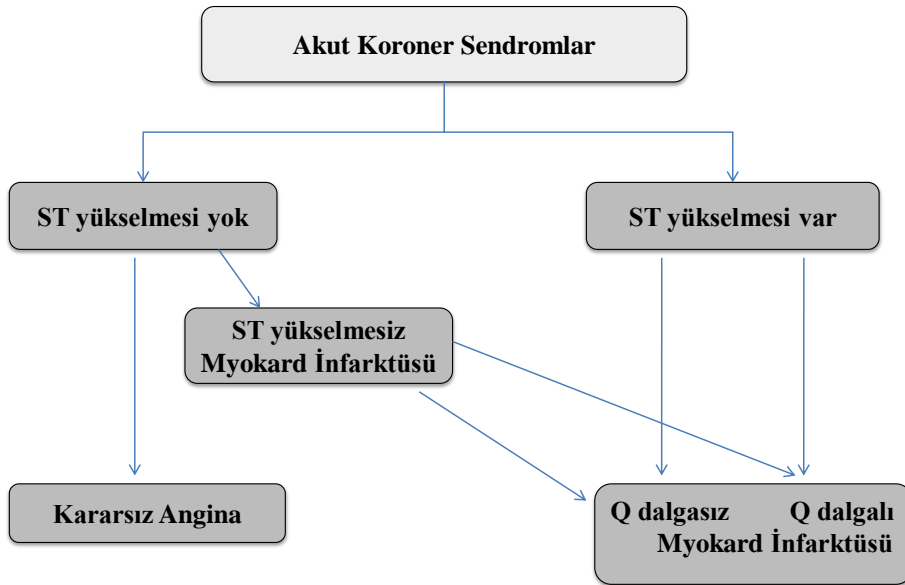 Akut Koroner Sendromlar
ST yükselmesi yok
ST yükselmesi var
ST yükselmesiz
Myokard İnfarktüsü
Kararsız Angina
Q dalgasız Q dalgalı
Myokard İnfarktüsü